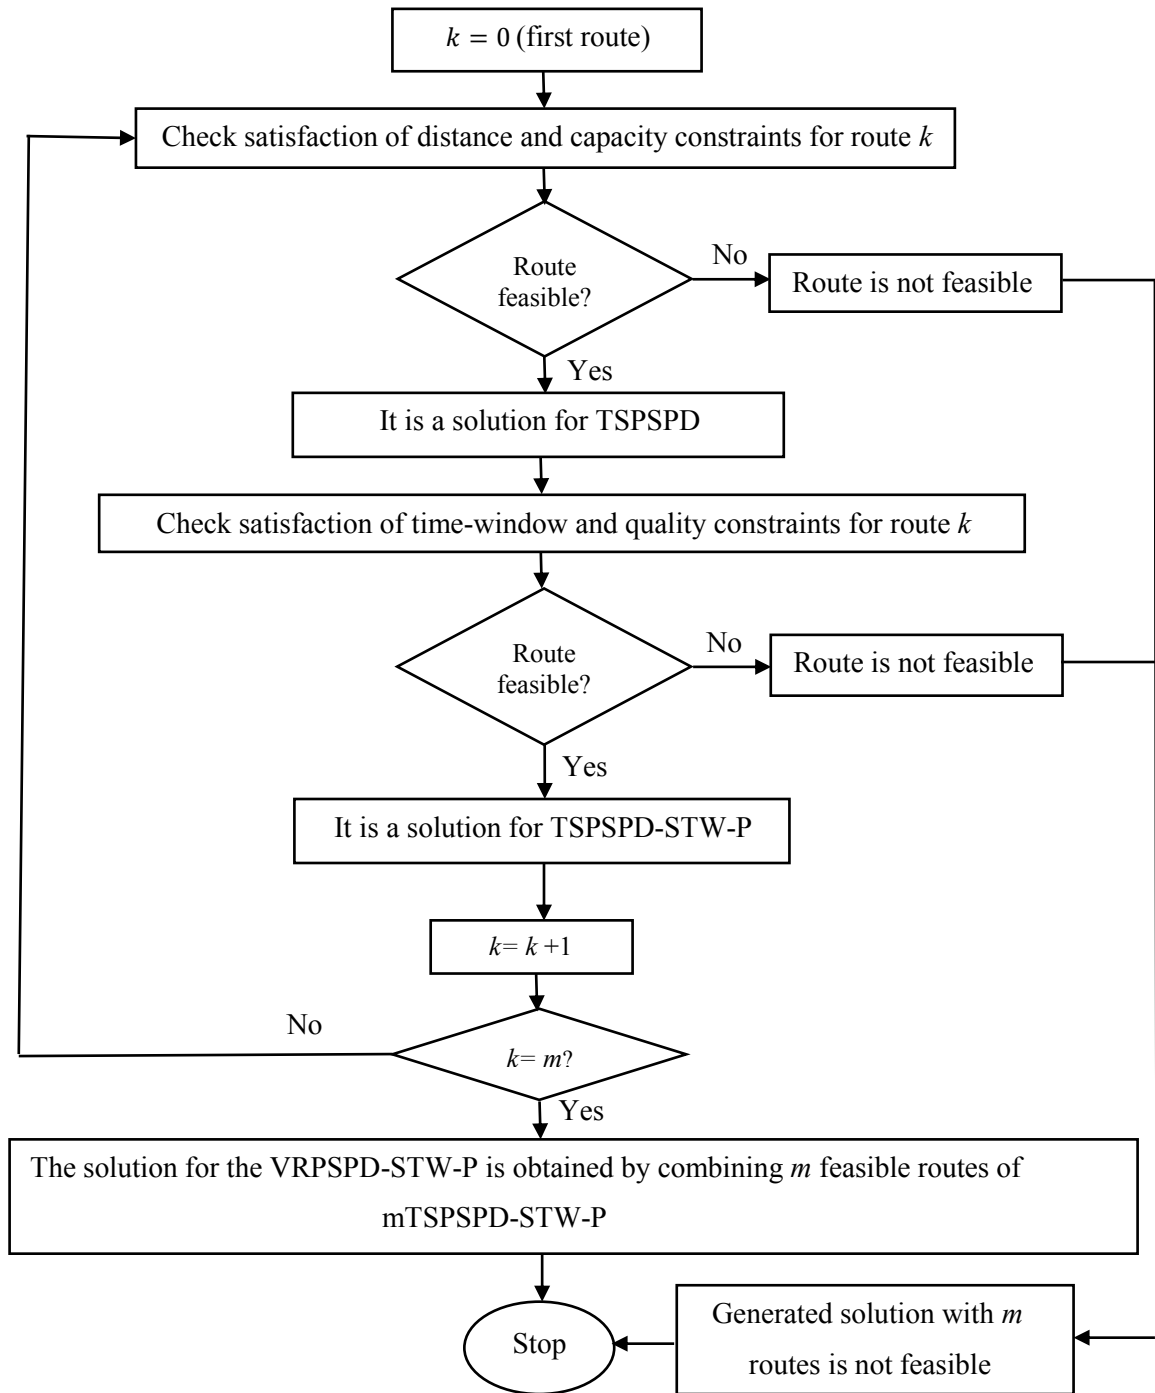 k = 0 (first route)
Check satisfaction of distance and capacity constraints for route k
Route
feasible?
No
Route is not feasible
Yes
It is a solution for TSPSPD
Check satisfaction of time-window and quality constraints for route k
Route
feasible?
No
Route is not feasible
Yes
It is a solution for TSPSPD-STW-P
k= k +1
No
k= m?
Yes
The solution for the VRPSPD-STW-P is obtained by combining m feasible routes of
mTSPSPD-STW-P
Stop
Generated solution with m
routes is not feasible